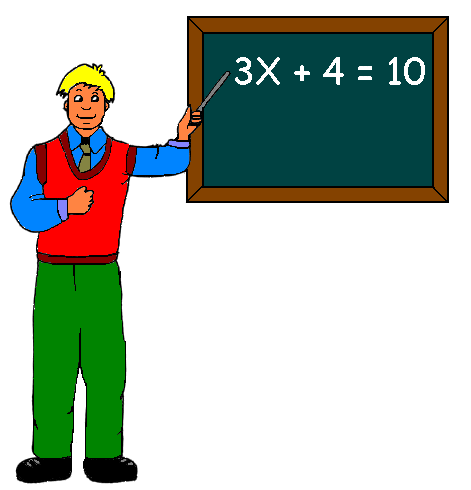 3X + 4 = 10